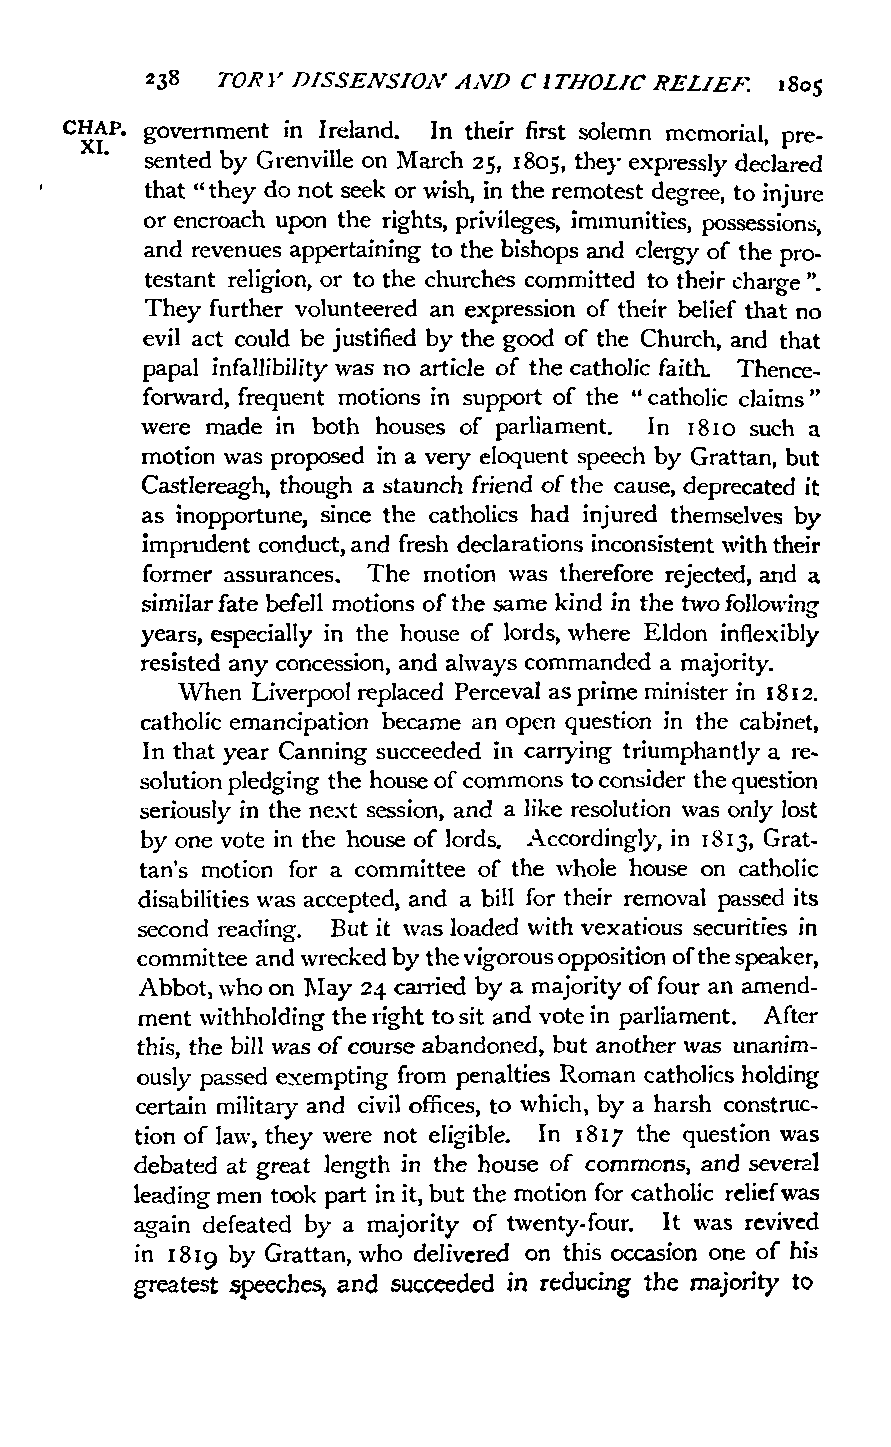 238 TORY DISSENSION AND CATHOLIC RELIEF. 1805
CHAP. XI.
government in Ireland. In their first solemn memorial, pre-
sented by Grenville on March 25, 1805, they expressly declared
that "they do not seek or wish, in the remotest degree, to injure
or encroach upon the rights, privileges, immunities, possessions,
and revenues appertaining to the bishops and clergy of the pro-
testant religion, or to the churches committed to their charge".
They further volunteered an expression of their belief that no
evil act could be justified by the good of the Church, and that
papal infallibility was no article of the catholic faith. Thence-
forward, frequent motions in support of the "catholic claims"
were made in both houses of parliament. In 1810 such a
motion was proposed in a very eloquent speech by Grattan, but
Castlereagh, though a staunch friend of the cause, deprecated it
as inopportune, since the catholics had injured themselves by
imprudent conduct, and fresh declarations inconsistent with their
former assurances. The motion was therefore rejected, and a
similar fate befell motions of the same kind in the two following
years, especially in the house of lords, where Eldon inflexibly
resisted any concession, and always commanded a majority.
When Liverpool replaced Perceval as prime minister in 1812.
catholic emancipation became an open question in the cabinet,
In that year Canning succeeded in carrying triumphantly a re-
solution pledging the house of commons to consider the question
seriously in the next session, and a like resolution was only lost
by one vote in the house of lords. Accordingly, in 1813, Grat-
tan's motion for a committee of the whole house on catholic
disabilities was accepted, and a bill for their removal passed its
second reading. But it was loaded with vexatious securities in
committee and wrecked by the vigorous opposition of the speaker,
Abbot, who on May 24 carried by a majority of four an amend-
ment withholding the right to sit and vote in parliament. After
this, the bill was of course abandoned, but another was unanim-
ously passed exempting from penalties Roman catholics holding
certain military and civil offices, to which, by a harsh construc-
tion of law, they were not eligible. In 1817 the question was
debated at great length in the house of commons, and several
leading men took part in it, but the motion for catholic relief was
again defeated by a majority of twenty-four. It was revived
in 1819 by Grattan, who delivered on this occasion one of his
greatest speeches, and succeeded in reducing the majority to